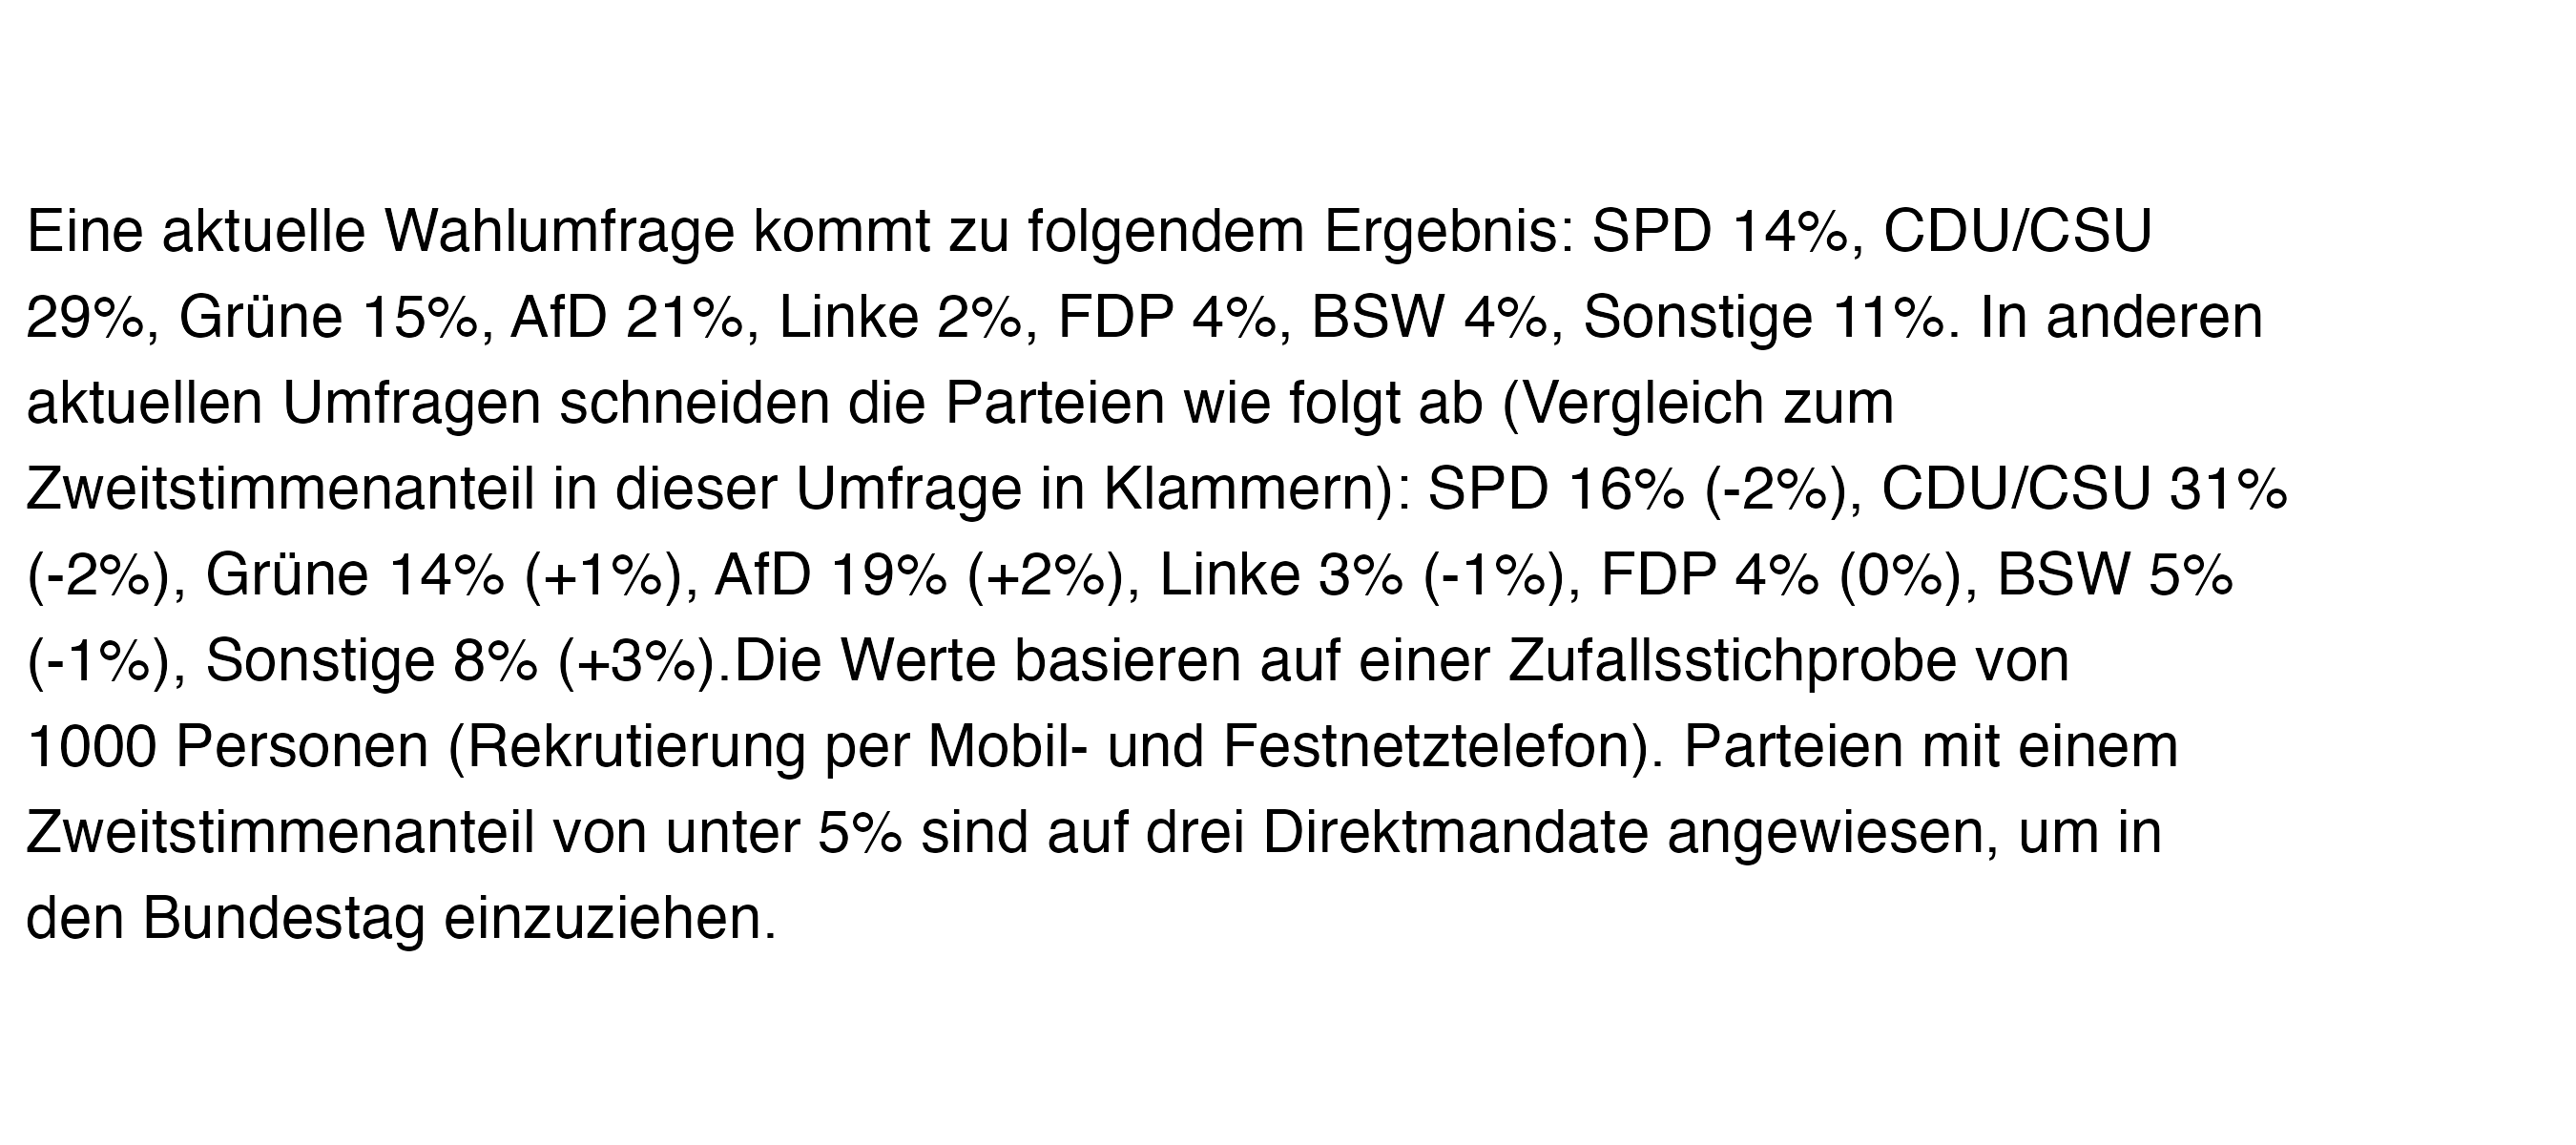 Eine aktuelle Wahlumfrage kommt zu folgendem Ergebnis: SPD 14%, CDU/CSU
29%, Grüne 15%, AfD 21%, Linke 2%, FDP 4%, BSW 4%, Sonstige 11%. In anderen
aktuellen Umfragen schneiden die Parteien wie folgt ab (Vergleich zum
Zweitstimmenanteil in dieser Umfrage in Klammern): SPD 16% (-2%), CDU/CSU 31%
(-2%), Grüne 14% (+1%), AfD 19% (+2%), Linke 3% (-1%), FDP 4% (0%), BSW 5%
(-1%), Sonstige 8% (+3%).Die Werte basieren auf einer Zufallsstichprobe von
1000 Personen (Rekrutierung per Mobil- und Festnetztelefon). Parteien mit einem
Zweitstimmenanteil von unter 5% sind auf drei Direktmandate angewiesen, um in
den Bundestag einzuziehen.